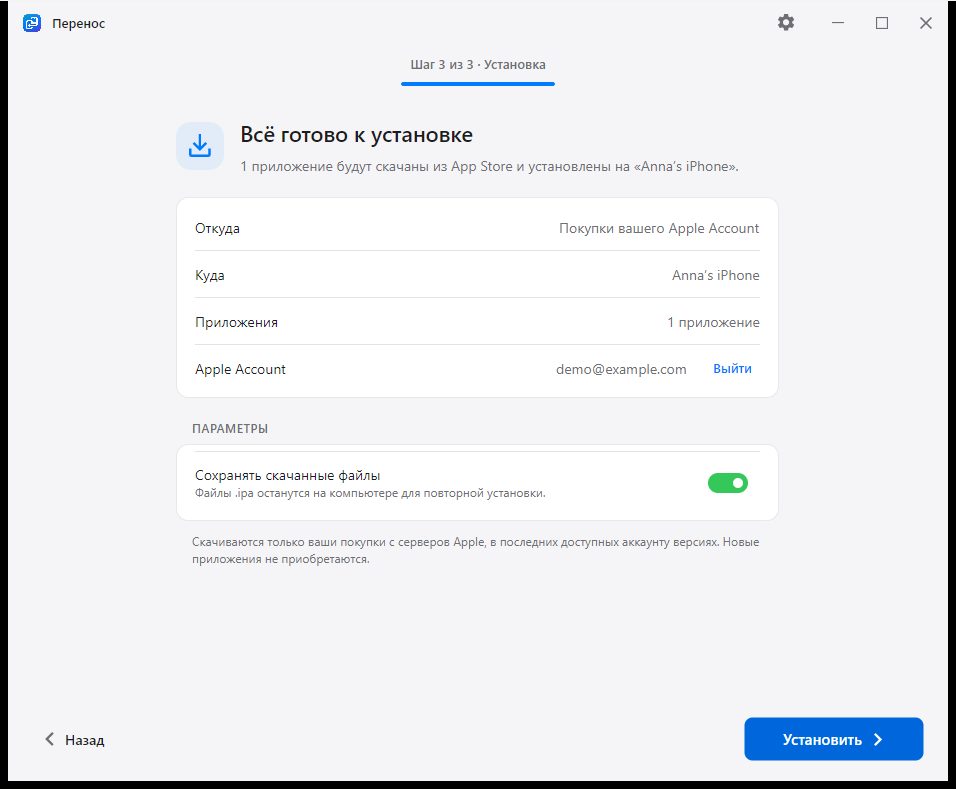 Перенос
Шаг 3 из 3 · Установка
Всё готово к установке
1 приложение будут скачаны из App Store и установлены на «Anna’s iPhone».
Откуда Покупки вашего Apple Account
Куда Anna’s iPhone
Приложения 1 приложение
Apple Account demo@example.com Выйти
ПАРАМЕТРЫ
Сохранять скачанные файлы
Файлы .ipa останутся на компьютере для повторной установки.
Скачиваются только ваши покупки с серверов Apple, в последних доступных аккаунту версиях. Новые
приложения не приобретаются.
Назад Установить